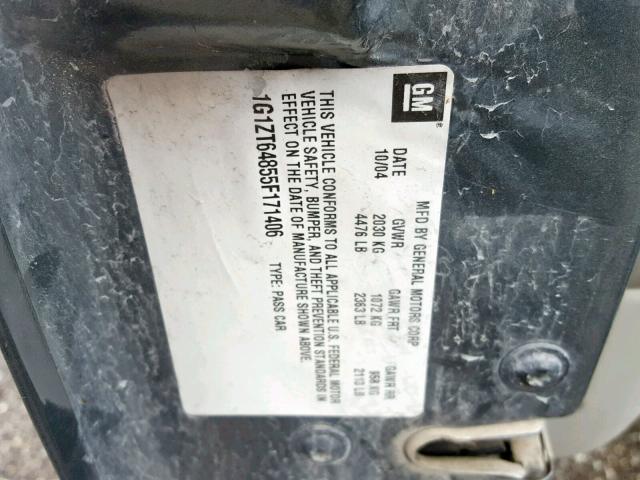 GM
MFD BY GENERAL MOTORS CORP
DATE GVWR GAWR FRT GAWR RR
10/04 2030 KG 1072 KG 958 KG
4476 LB 2363 LB 2113 LB
THIS VEHICLE CONFORMS TO ALL APPLICABLE U.S. FEDERAL MOTOR
VEHICLE SAFETY, BUMPER, AND THEFT PREVENTION STANDARDS IN
EFFECT ON THE DATE OF MANUFACTURE SHOWN ABOVE.
1G1ZT64855F171406 TYPE: PASS CAR